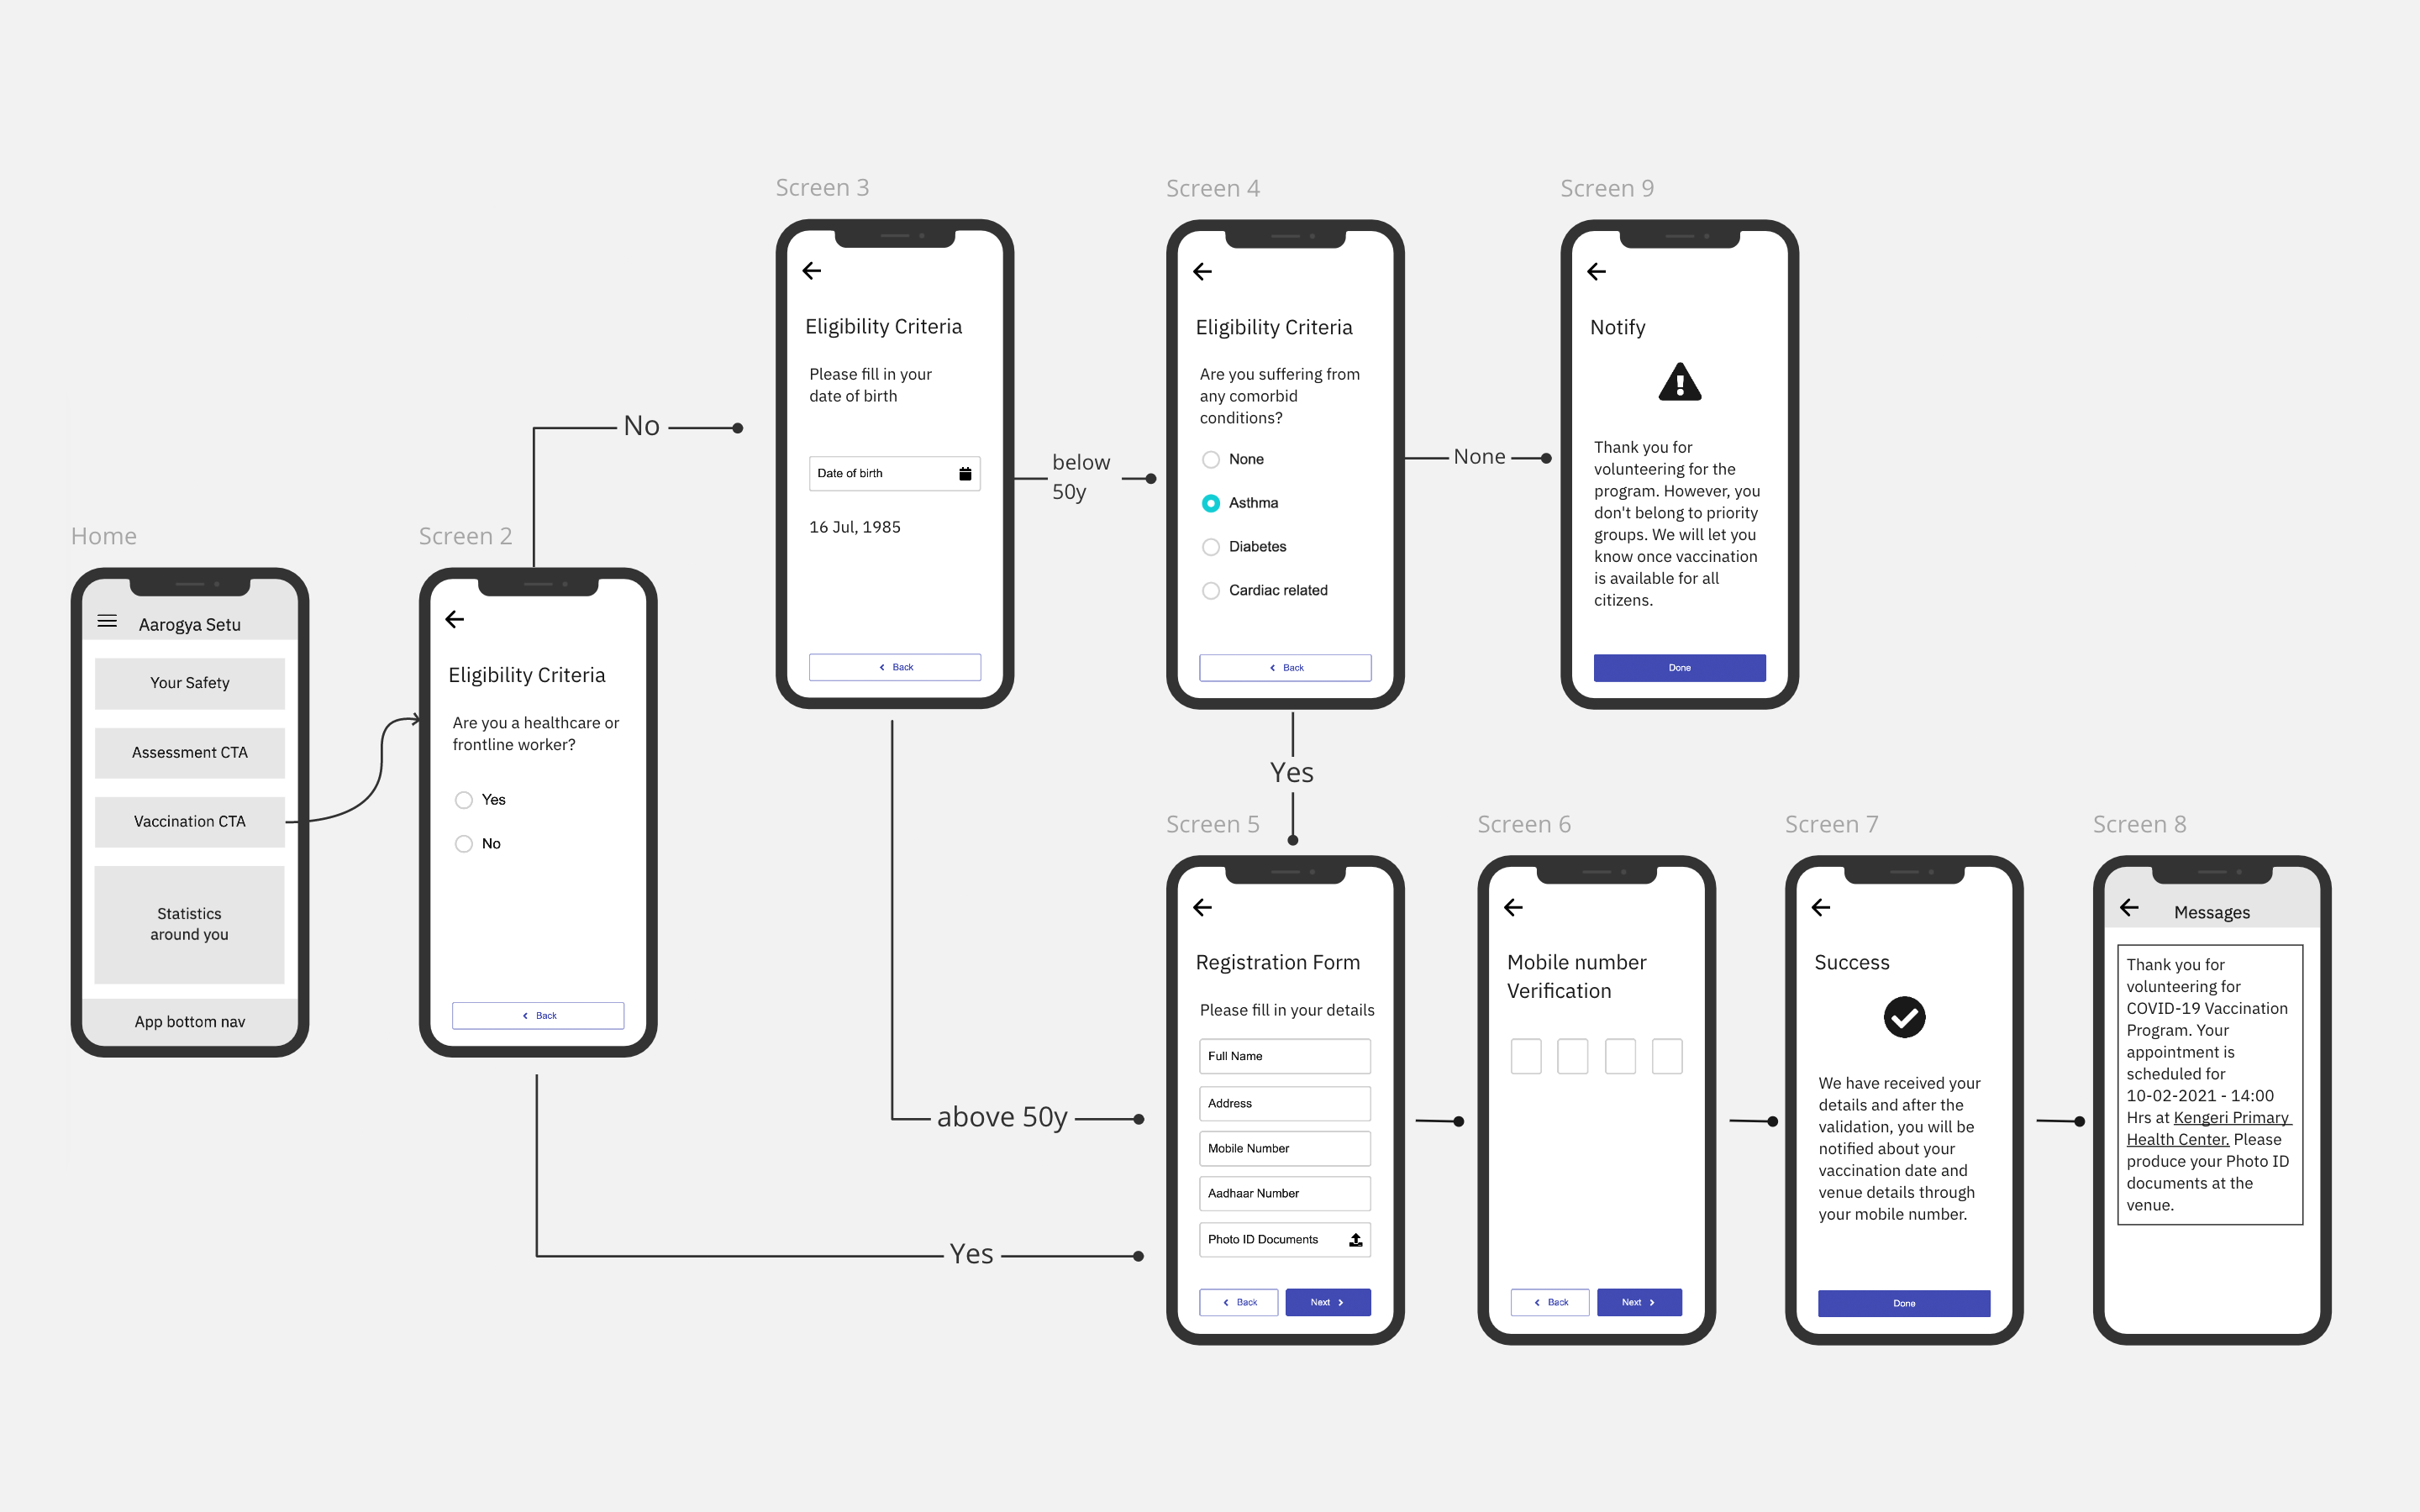 Home
Aarogya Setu
Your Safety
Assessment CTA
Vaccination CTA
Statistics
around you
App bottom nav
Screen 2
Eligibility Criteria
Are you a healthcare or
frontline worker?
Yes
No
Back
No
Yes
Screen 3
Eligibility Criteria
Please fill in your
date of birth
Date of birth
16 Jul, 1985
Back
below
50y
above 50y
Screen 4
Eligibility Criteria
Are you suffering from
any comorbid
conditions?
None
Asthma
Diabetes
Cardiac related
Back
None
Yes
Screen 9
Notify
Thank you for
volunteering for the
program. However, you
don't belong to priority
groups. We will let you
know once vaccination
is available for all
citizens.
Done
Screen 5
Registration Form
Please fill in your details
Full Name
Address
Mobile Number
Aadhaar Number
Photo ID Documents
Back
Next
Screen 6
Mobile number
Verification
Back
Next
Screen 7
Success
We have received your
details and after the
validation, you will be
notified about your
vaccination date and
venue details through
your mobile number.
Done
Screen 8
Messages
Thank you for
volunteering for
COVID-19 Vaccination
Program. Your
appointment is
scheduled for
10-02-2021 - 14:00
Hrs at Kengeri Primary
Health Center. Please
produce your Photo ID
documents at the
venue.